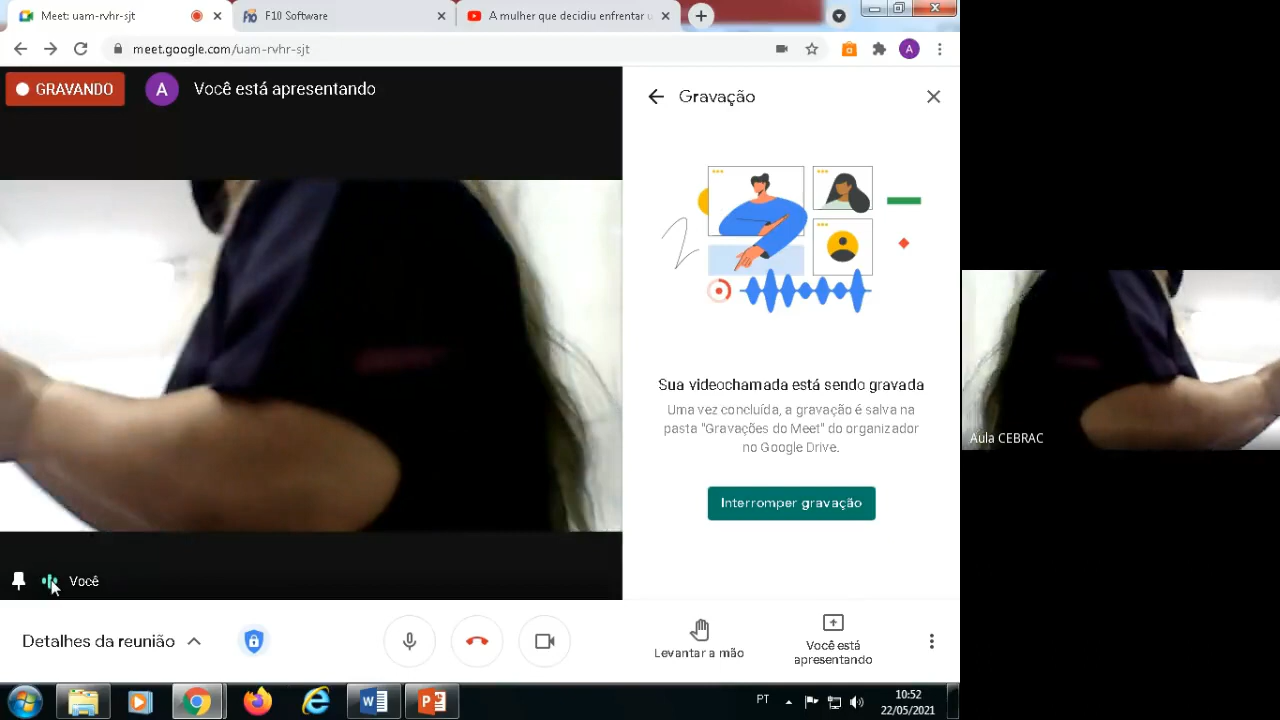 Meet: uam-rvhr-sjt
F10 Software
A mulher que decidiu enfrentar u
meet.google.com/uam-rvhr-sjt
A
GRAVANDO
A
Você está apresentando
Gravação
Sua videochamada está sendo gravada
Uma vez concluída, a gravação é salva na
pasta "Gravações do Meet" do organizador
no Google Drive.
Interromper gravação
Aula CEBRAC
Você
Detalhes da reunião
Levantar a mão
Você está
apresentando
PT
10:52
22/05/2021